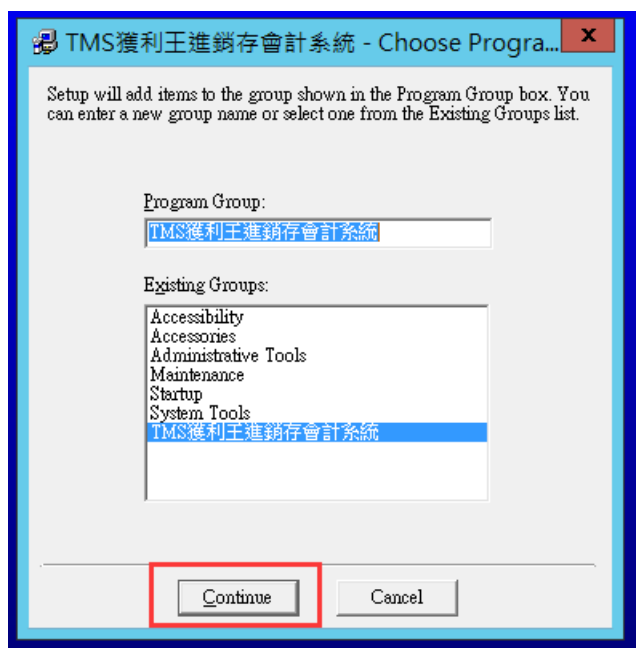 TMS獲利王進銷存會計系統 - Choose Progra...
Setup will add items to the group shown in the Program Group box. You
can enter a new group name or select one from the Existing Groups list.
Program Group:
TMS獲利王進銷存會計系統
Existing Groups:
Accessibility
Accessories
Administrative Tools
Maintenance
Startup
System Tools
TMS獲利王進銷存會計系統
Continue
Cancel